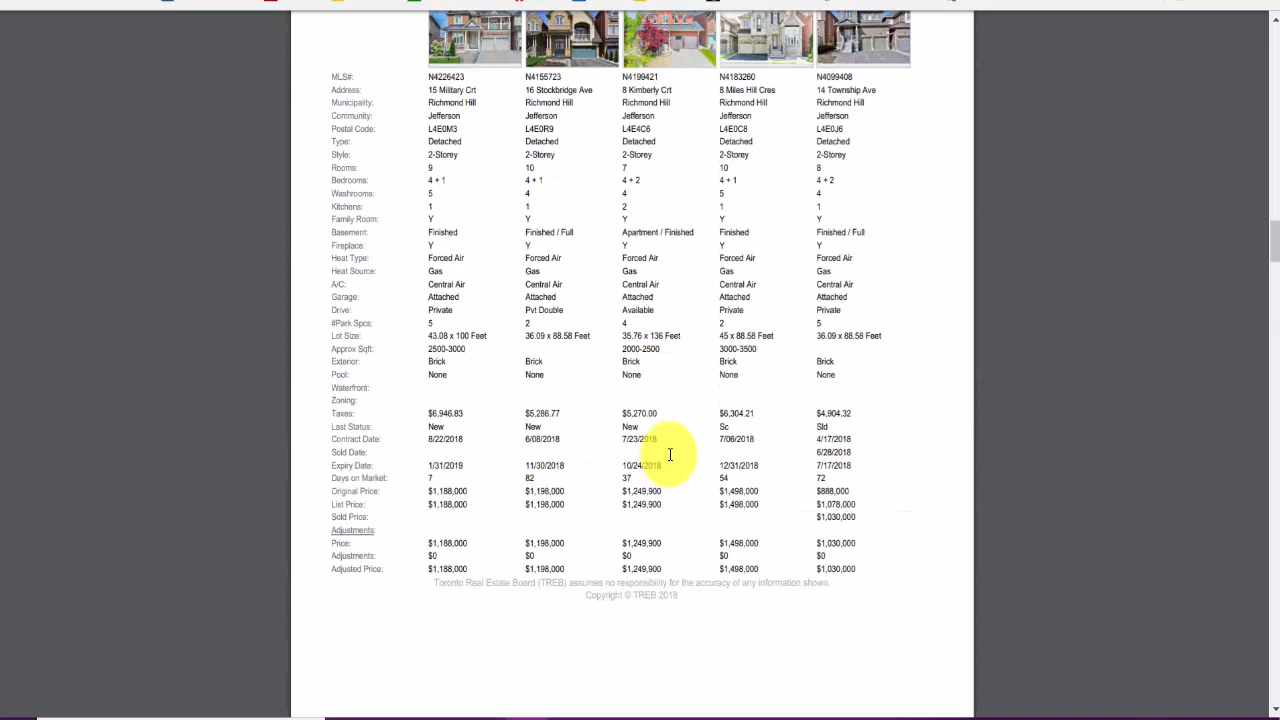 MLS#: N4226423 N4155723 N4199421 N4183260 N4099408
Address: 15 Military Crt 16 Stockbridge Ave 8 Kimberly Crt 8 Miles Hill Cres 14 Township Ave
Municipality: Richmond Hill Richmond Hill Richmond Hill Richmond Hill Richmond Hill
Community: Jefferson Jefferson Jefferson Jefferson Jefferson
Postal Code: L4E0M3 L4E0R9 L4E4C6 L4E0C8 L4E0J6
Type: Detached Detached Detached Detached Detached
Style: 2-Storey 2-Storey 2-Storey 2-Storey 2-Storey
Rooms: 9 10 7 10 8
Bedrooms: 4 + 1 4 + 1 4 + 2 4 + 1 4 + 2
Washrooms: 5 4 4 5 4
Kitchens: 1 1 2 1 1
Family Room: Y Y Y Y Y
Basement: Finished Finished / Full Apartment / Finished Finished Finished / Full
Fireplace: Y Y Y Y Y
Heat Type: Forced Air Forced Air Forced Air Forced Air Forced Air
Heat Source: Gas Gas Gas Gas Gas
A/C: Central Air Central Air Central Air Central Air Central Air
Garage: Attached Attached Attached Attached Attached
Drive: Private Pvt Double Available Private Private
#Park Spcs: 5 2 4 2 5
Lot Size: 43.08 x 100 Feet 36.09 x 88.58 Feet 35.76 x 136 Feet 45 x 88.58 Feet 36.09 x 88.58 Feet
Approx Sqft: 2500-3000 2000-2500 3000-3500
Exterior: Brick Brick Brick Brick Brick
Pool: None None None None None
Waterfront:
Zoning:
Taxes: $6,946.83 $5,286.77 $5,270.00 $6,304.21 $4,904.32
Last Status: New New New Sc Sld
Contract Date: 8/22/2018 6/08/2018 7/23/2018 7/06/2018 4/17/2018
Sold Date: 6/28/2018
Expiry Date: 1/31/2019 11/30/2018 10/24/2018 12/31/2018 7/17/2018
Days on Market: 7 82 37 54 72
Original Price: $1,188,000 $1,198,000 $1,249,900 $1,498,000 $888,000
List Price: $1,188,000 $1,198,000 $1,249,900 $1,498,000 $1,078,000
Sold Price: $1,030,000
Adjustments:
Price: $1,188,000 $1,198,000 $1,249,900 $1,498,000 $1,030,000
Adjustments: $0 $0 $0 $0 $0
Adjusted Price: $1,188,000 $1,198,000 $1,249,900 $1,498,000 $1,030,000
Toronto Real Estate Board (TREB) assumes no responsibility for the accuracy of any information shown.
Copyright © TREB 2018